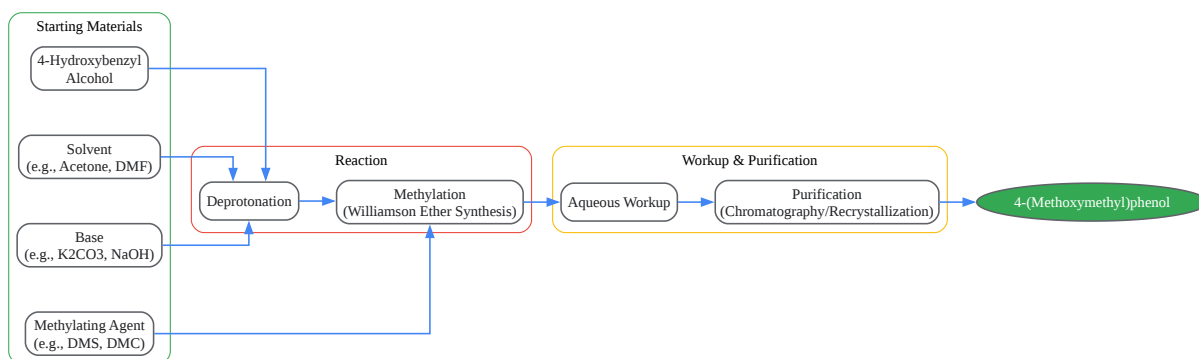 Starting Materials
4-Hydroxybenzyl
Alcohol
Solvent
(e.g., Acetone, DMF)
Base
(e.g., K2CO3, NaOH)
Methylating Agent
(e.g., DMS, DMC)
Reaction
Deprotonation
Methylation
(Williamson Ether Synthesis)
Workup & Purification
Aqueous Workup
Purification
(Chromatography/Recrystallization)
4-(Methoxymethyl)phenol